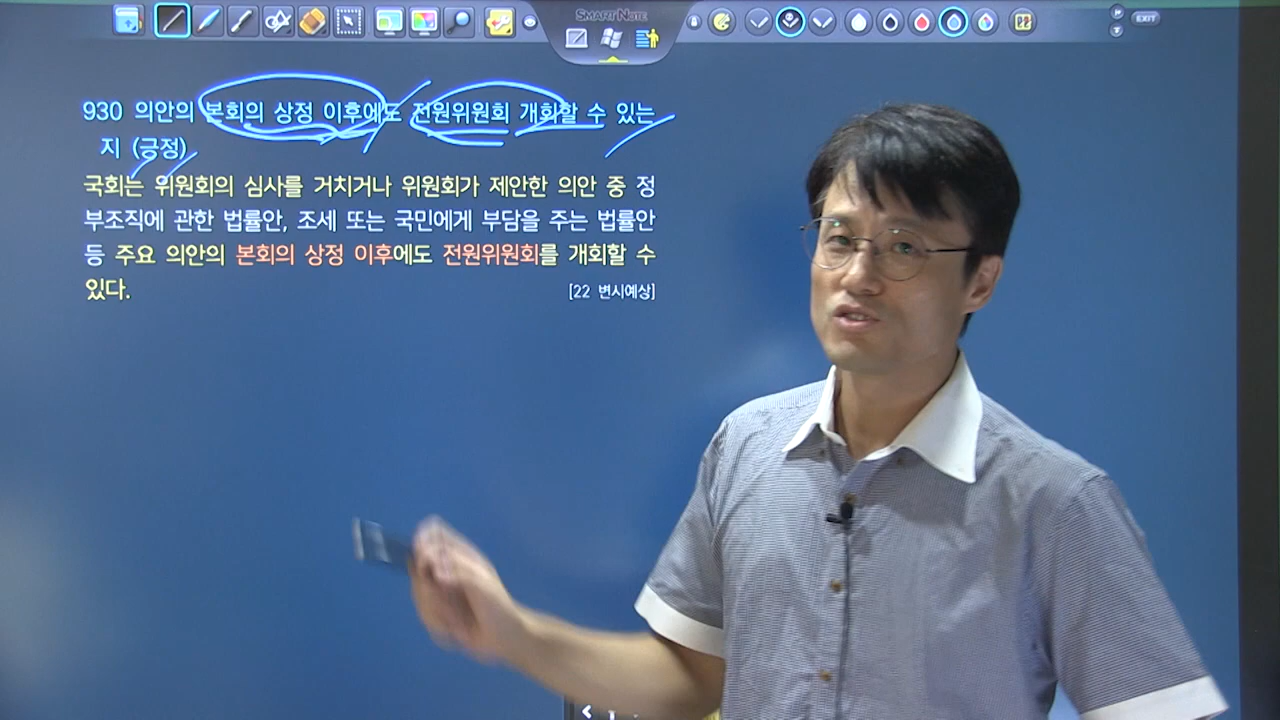 SMART NOTE
EXIT
930 의안의 본회의 상정 이후에도 전원위원회 개회할 수 있는
지 (긍정)
국회는 위원회의 심사를 거치거나 위원회가 제안한 의안 중 정
부조직에 관한 법률안, 조세 또는 국민에게 부담을 주는 법률안
등 주요 의안의 본회의 상정 이후에도 전원위원회를 개회할 수
있다.
[22 변시예상]